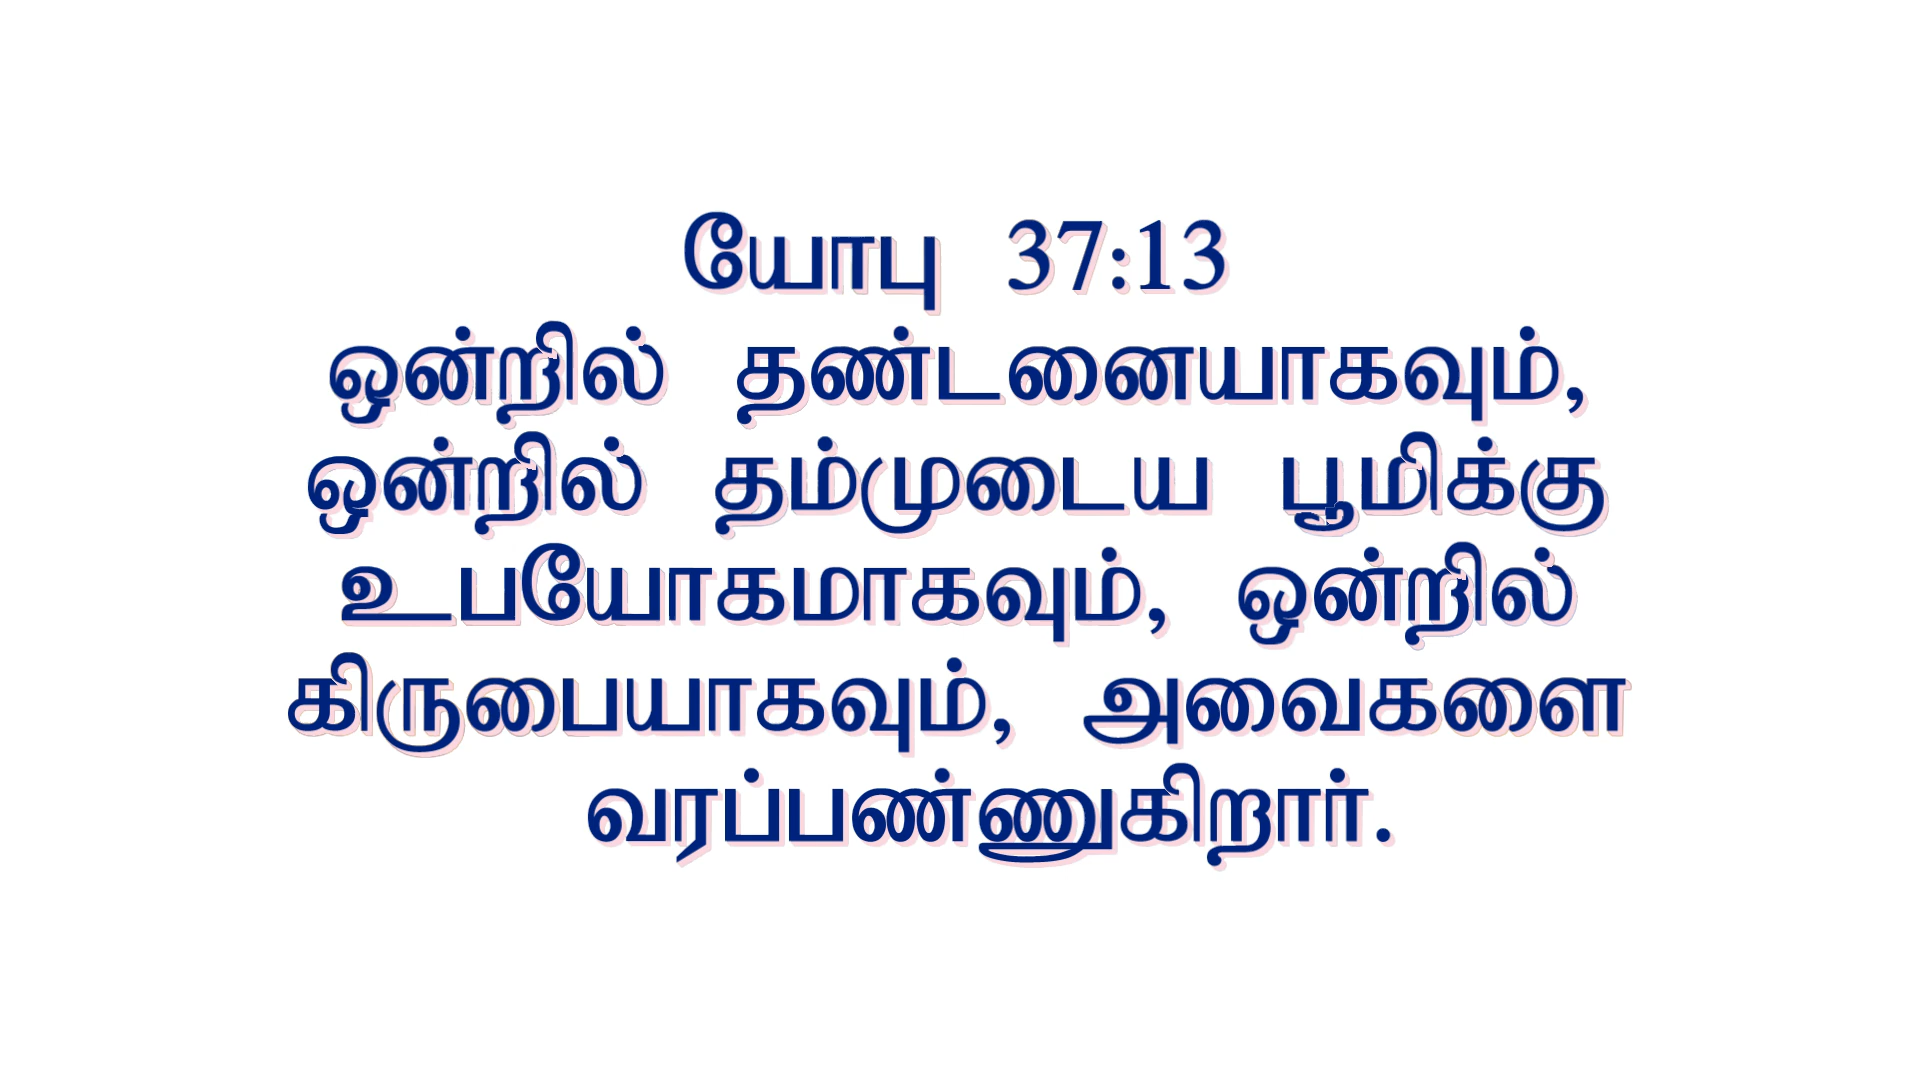 யோபு 37:13
ஒன்றில் தண்டனையாகவும்,
ஒன்றில் தம்முடைய பூமிக்கு
உபயோகமாகவும், ஒன்றில்
கிருபையாகவும், அவைகளை
வரப்பண்ணுகிறார்.